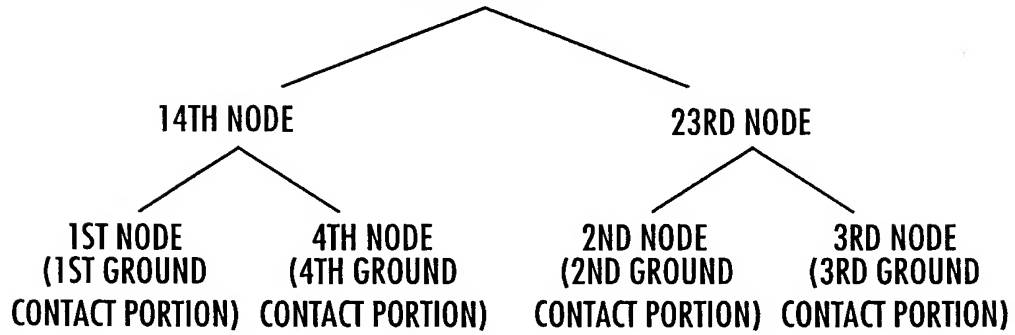 14TH NODE 23RD NODE
1ST NODE 4TH NODE 2ND NODE 3RD NODE
(1ST GROUND (4TH GROUND (2ND GROUND (3RD GROUND
CONTACT PORTION) CONTACT PORTION) CONTACT PORTION) CONTACT PORTION)